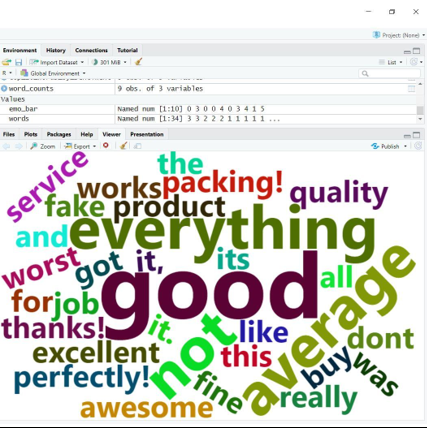 Project: (None)
Environment History Connections Tutorial
Import Dataset 301 MiB List
R Global Environment
word_counts 9 obs. of 3 variables
Values
emo_bar Named num [1:10] 0 3 0 0 4 0 3 4 1 5
words Named num [1:34] 3 3 2 2 2 1 1 1 1 1 ...
Files Plots Packages Help Viewer Presentation
Zoom Export Publish
the
service
works
packing!
quality
fake
product
and
everything
worst
got
it,
its
all
good
average
for
job
thanks!
it.
not
like
dont
excellent
this
buy
was
perfectly!
fine
really
awesome